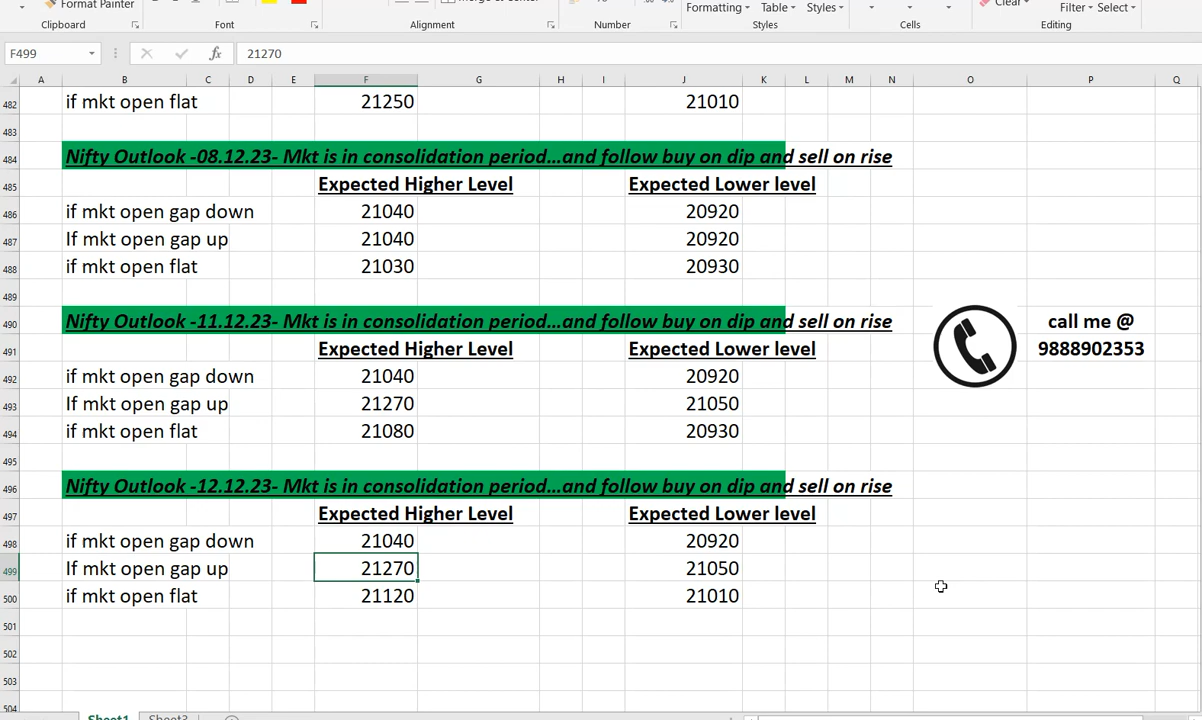 Format Painter
Merge & Center
Formatting Table Styles
Clear
Filter Select
Clipboard Font Alignment Number Styles Cells Editing
F499 fx 21270
A B C D E F G H I J K L M N O P Q
482 if mkt open flat 21250 21010
483
484 Nifty Outlook -08.12.23- Mkt is in consolidation period...and follow buy on dip and sell on rise
485 Expected Higher Level Expected Lower level
486 if mkt open gap down 21040 20920
487 If mkt open gap up 21040 20920
488 if mkt open flat 21030 20930
489
490 Nifty Outlook -11.12.23- Mkt is in consolidation period...and follow buy on dip and sell on rise
call me @
9888902353
491 Expected Higher Level Expected Lower level
492 if mkt open gap down 21040 20920
493 If mkt open gap up 21270 21050
494 if mkt open flat 21080 20930
495
496 Nifty Outlook -12.12.23- Mkt is in consolidation period...and follow buy on dip and sell on rise
497 Expected Higher Level Expected Lower level
498 if mkt open gap down 21040 20920
499 If mkt open gap up 21270 21050
500 if mkt open flat 21120 21010
501
502
503
504
Sheet1 Sheet3